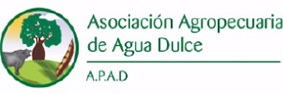 Asociación Agropecuaria
de Agua Dulce
A.P.A.D